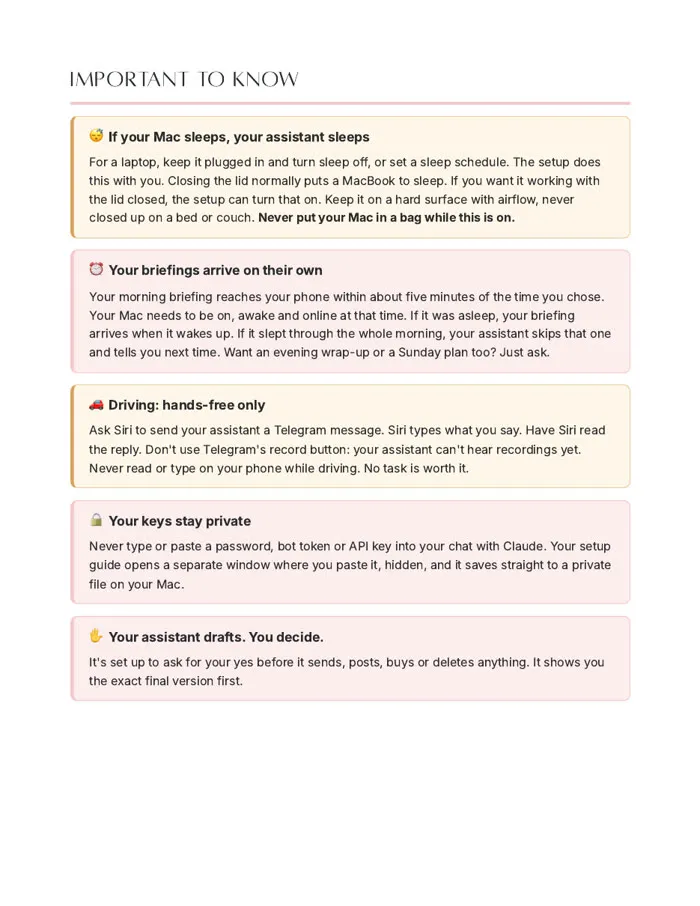 IMPORTANT TO KNOW
😴 If your Mac sleeps, your assistant sleeps
For a laptop, keep it plugged in and turn sleep off, or set a sleep schedule. The setup does
this with you. Closing the lid normally puts a MacBook to sleep. If you want it working with
the lid closed, the setup can turn that on. Keep it on a hard surface with airflow, never
closed up on a bed or couch. Never put your Mac in a bag while this is on.
⏰ Your briefings arrive on their own
Your morning briefing reaches your phone within about five minutes of the time you chose.
Your Mac needs to be on, awake and online at that time. If it was asleep, your briefing
arrives when it wakes up. If it slept through the whole morning, your assistant skips that one
and tells you next time. Want an evening wrap-up or a Sunday plan too? Just ask.
🚗 Driving: hands-free only
Ask Siri to send your assistant a Telegram message. Siri types what you say. Have Siri read
the reply. Don't use Telegram's record button: your assistant can't hear recordings yet.
Never read or type on your phone while driving. No task is worth it.
🔒 Your keys stay private
Never type or paste a password, bot token or API key into your chat with Claude. Your setup
guide opens a separate window where you paste it, hidden, and it saves straight to a private
file on your Mac.
✋ Your assistant drafts. You decide.
It's set up to ask for your yes before it sends, posts, buys or deletes anything. It shows you
the exact final version first.